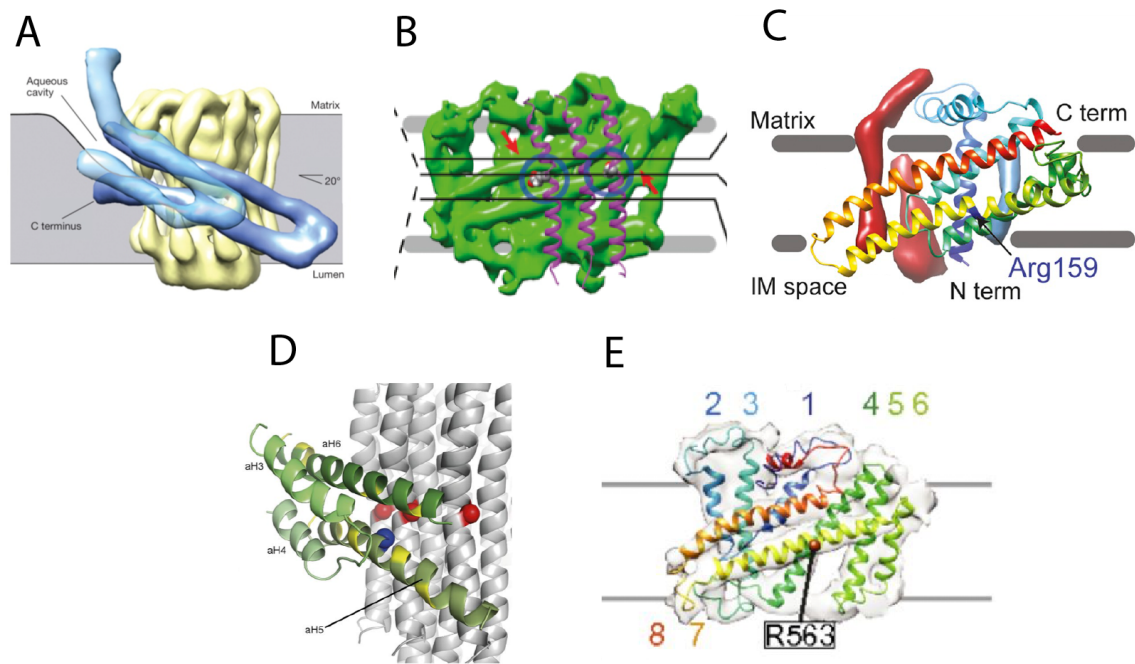 A
Aqueous
cavity
Matrix
20°
C terminus
Lumen
B
C
Matrix
C term
Arg159
IM space
N term
D
aH6
aH3
aH4
aH5
E
2 3 1 4 5 6
8 7
R563